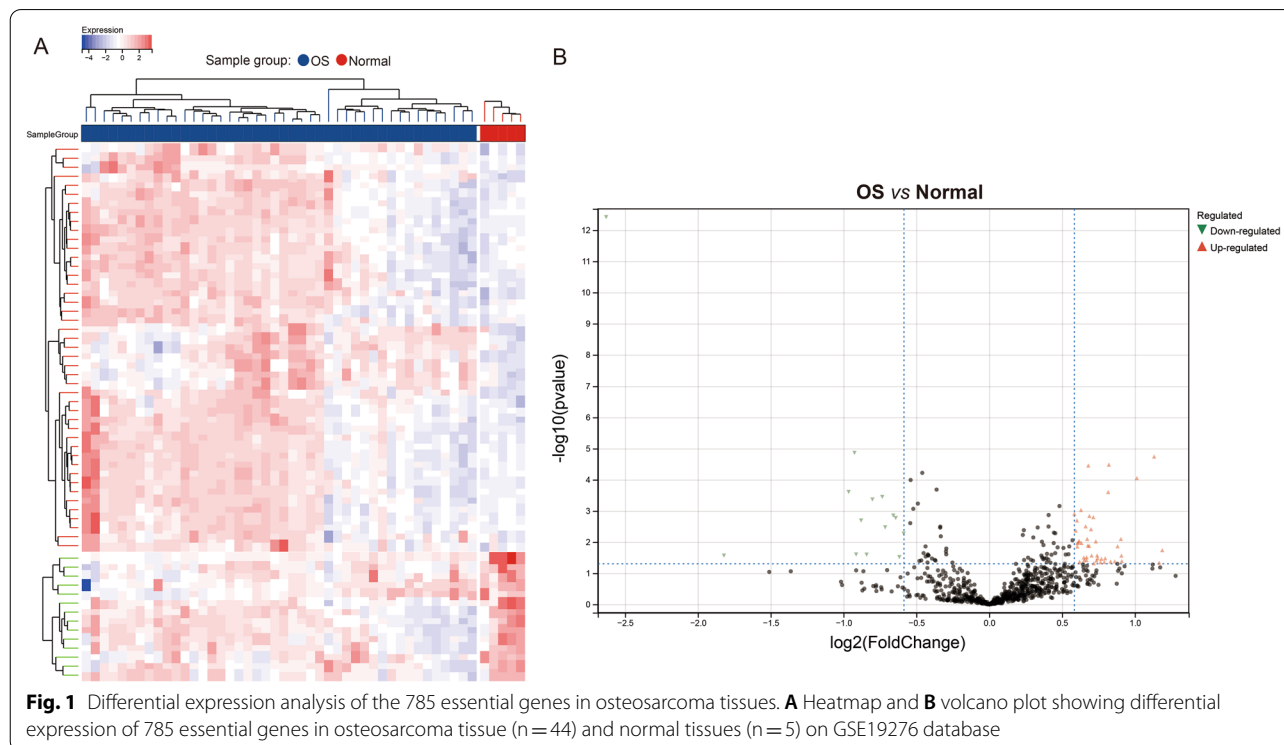 A
Expression
-4 -2 0 2
Sample group: OS Normal
SampleGroup
B
OS vs Normal
12
11
10
9
8
7
6
5
4
3
2
1
0
-log10(pvalue)
-2.5 -2.0 -1.5 -1.0 -0.5 0.0 0.5 1.0
log2(FoldChange)
Regulated
Down-regulated
Up-regulated
Fig. 1 Differential expression analysis of the 785 essential genes in osteosarcoma tissues. A Heatmap and B volcano plot showing differential
expression of 785 essential genes in osteosarcoma tissue (n = 44) and normal tissues (n = 5) on GSE19276 database